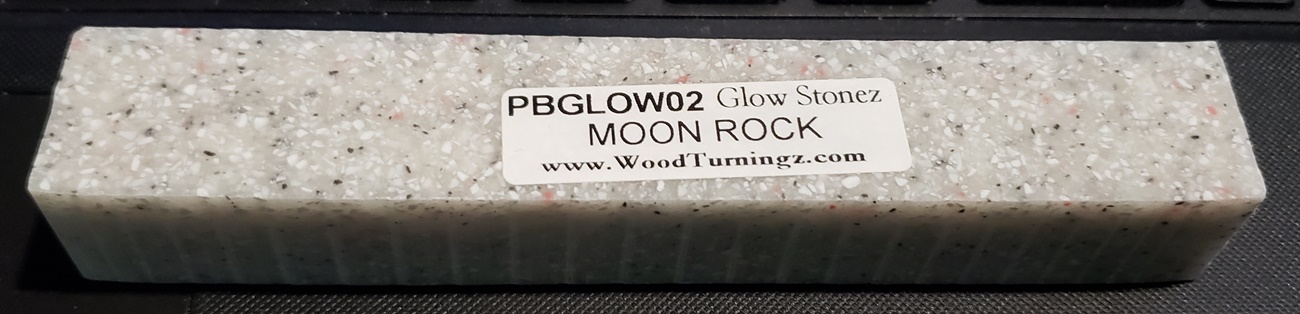 PBGLOW02 Glow Stonez
MOON ROCK
www.WoodTurningz.com